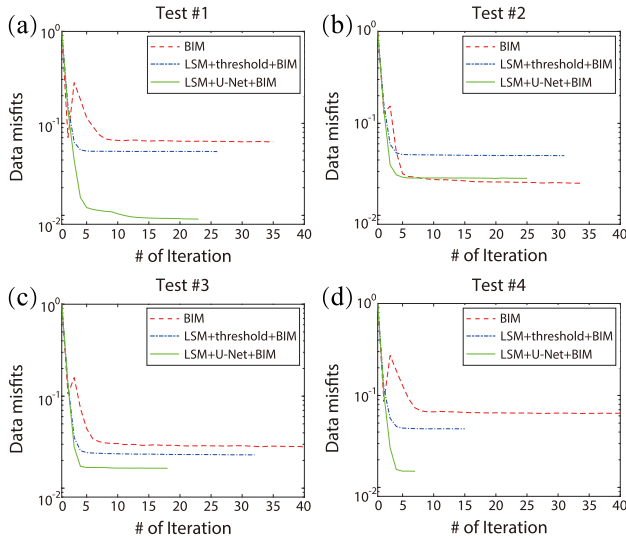 (a)
Test #1
10^0
10^-1
10^-2
Data misfits
BIM
LSM+threshold+BIM
LSM+U-Net+BIM
0 5 10 15 20 25 30 35 40
# of Iteration
(b)
Test #2
10^0
10^-1
10^-2
Data misfits
BIM
LSM+threshold+BIM
LSM+U-Net+BIM
0 5 10 15 20 25 30 35 40
# of Iteration
(c)
Test #3
10^0
10^-1
10^-2
Data misfits
BIM
LSM+threshold+BIM
LSM+U-Net+BIM
0 5 10 15 20 25 30 35 40
# of Iteration
(d)
Test #4
10^0
10^-1
10^-2
Data misfits
BIM
LSM+threshold+BIM
LSM+U-Net+BIM
0 5 10 15 20 25 30 35 40
# of Iteration